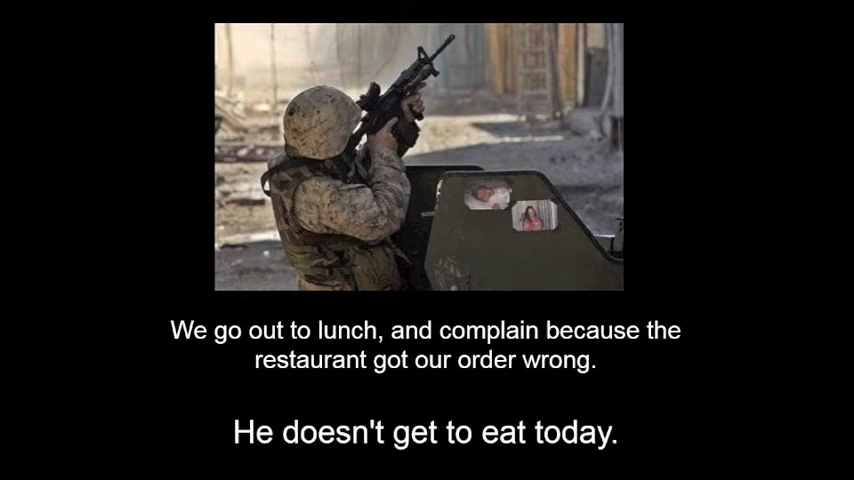 We go out to lunch, and complain because the
restaurant got our order wrong.
He doesn't get to eat today.